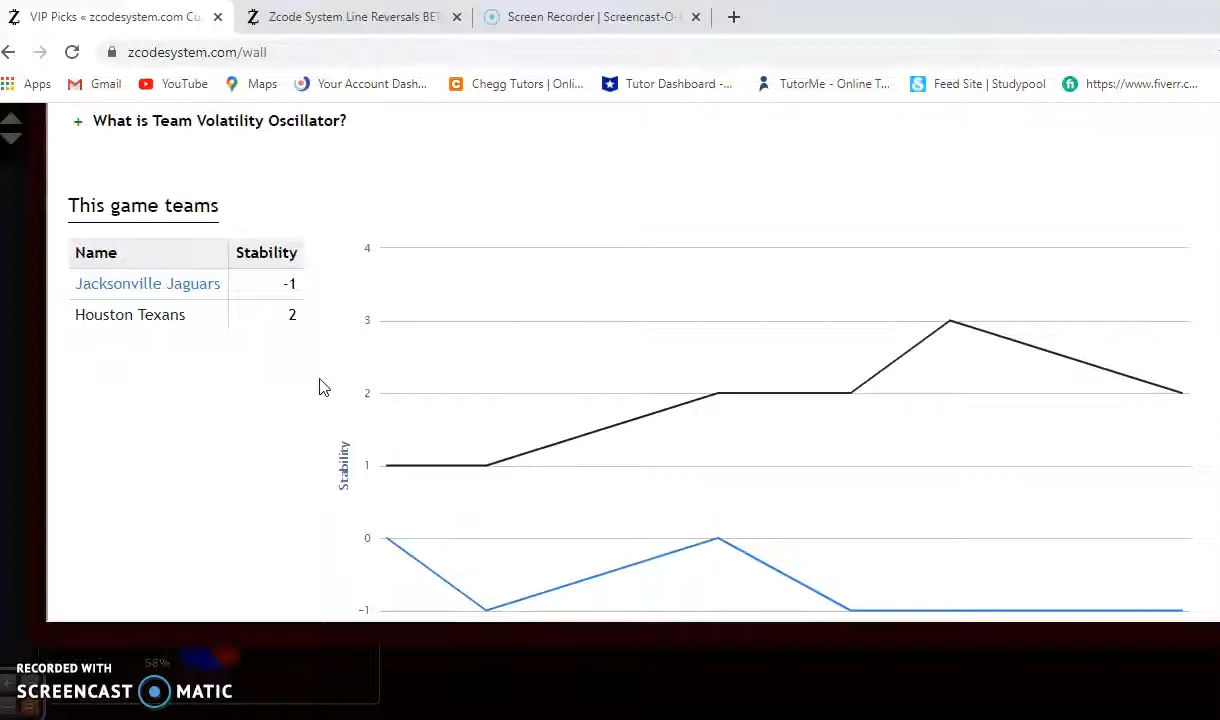 VIP Picks « zcodesystem.com Cu
Zcode System Line Reversals BET
Screen Recorder | Screencast-O-
zcodesystem.com/wall
Apps
Gmail
YouTube
Maps
Your Account Dash...
Chegg Tutors | Onli...
Tutor Dashboard -...
TutorMe - Online T...
Feed Site | Studypool
https://www.fiverr.c...
+ What is Team Volatility Oscillator?
This game teams
Name Stability
Jacksonville Jaguars -1
Houston Texans 2
4
3
2
1
0
-1
Stability
58%
RECORDED WITH
SCREENCAST MATIC